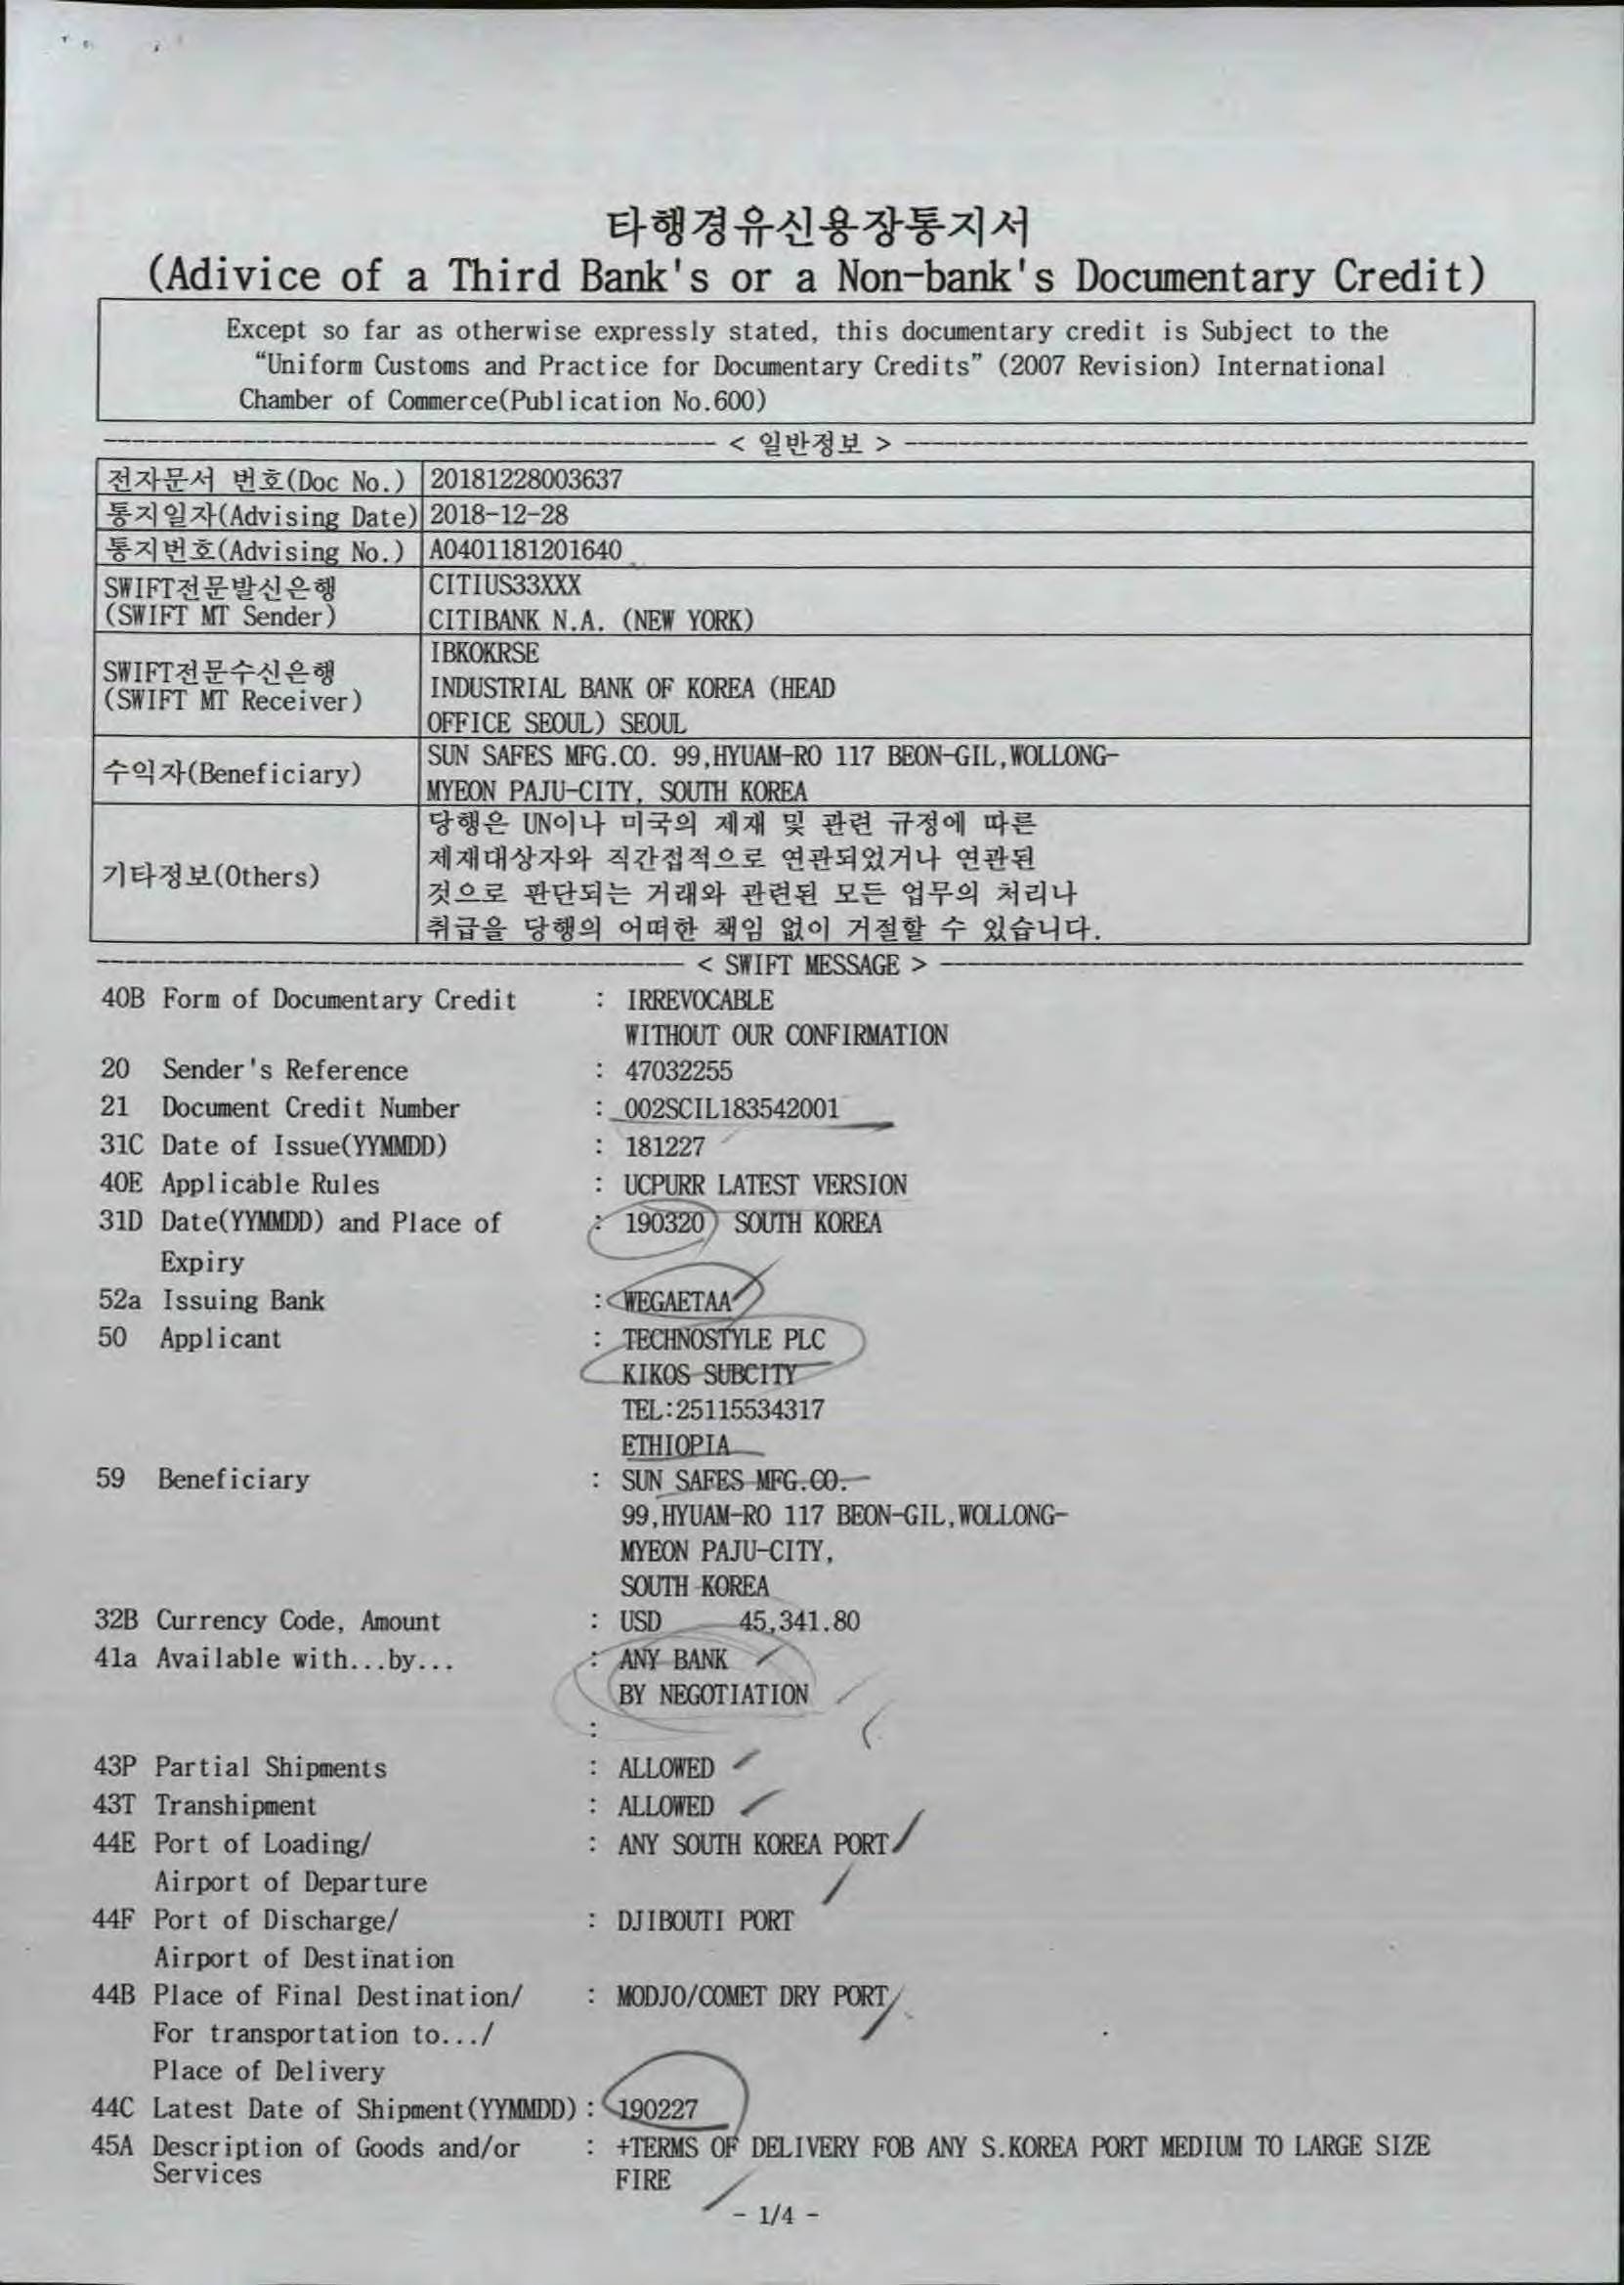 타행경유신용장통지서
(Adivice of a Third Bank's or a Non-bank's Documentary Credit)
Except so far as otherwise expressly stated, this documentary credit is Subject to the
“Uniform Customs and Practice for Documentary Credits” (2007 Revision) International
Chamber of Commerce(Publication No.600)
< 일반정보 >
전자문서 번호(Doc No.) 20181228003637
통지일자(Advising Date) 2018-12-28
통지번호(Advising No.) A0401181201640
SWIFT전문발신은행 CITIUS33XXX
(SWIFT MT Sender) CITIBANK N.A. (NEW YORK)
IBKOKRSE
SWIFT전문수신은행 INDUSTRIAL BANK OF KOREA (HEAD
(SWIFT MT Receiver) OFFICE SEOUL) SEOUL
수익자(Beneficiary) SUN SAFES MFG.CO. 99,HYUAM-RO 117 BEON-GIL,WOLLONG-
MYEON PAJU-CITY, SOUTH KOREA
기타정보(Others) 당행은 UN이나 미국의 제재 및 관련 규정에 따른
제재대상자와 직간접적으로 연관되었거나 연관된
것으로 판단되는 거래와 관련된 모든 업무의 처리나
취급을 당행의 어떠한 책임 없이 거절할 수 있습니다.
< SWIFT MESSAGE >
40B Form of Documentary Credit : IRREVOCABLE
WITHOUT OUR CONFIRMATION
20 Sender's Reference : 47032255
21 Document Credit Number : 002SCIL183542001
31C Date of Issue(YYMMDD) : 181227
40E Applicable Rules : UCPURR LATEST VERSION
31D Date(YYMMDD) and Place of : 190320 SOUTH KOREA
Expiry
52a Issuing Bank : WEGAETAA
50 Applicant : TECHNOSTYLE PLC
KIKOS SUBCITY
TEL:25115534317
ETHIOPIA
59 Beneficiary : SUN SAFES MFG.CO.
99,HYUAM-RO 117 BEON-GIL,WOLLONG-
MYEON PAJU-CITY,
SOUTH KOREA
32B Currency Code, Amount : USD 45,341.80
41a Available with...by... : ANY BANK
BY NEGOTIATION
:
43P Partial Shipments : ALLOWED
43T Transhipment : ALLOWED
44E Port of Loading/ : ANY SOUTH KOREA PORT
Airport of Departure
44F Port of Discharge/ : DJIBOUTI PORT
Airport of Destination
44B Place of Final Destination/ : MODJO/COMET DRY PORT
For transportation to.../
Place of Delivery
44C Latest Date of Shipment(YYMMDD) : 190227
45A Description of Goods and/or : +TERMS OF DELIVERY FOB ANY S.KOREA PORT MEDIUM TO LARGE SIZE
Services FIRE
- 1/4 -